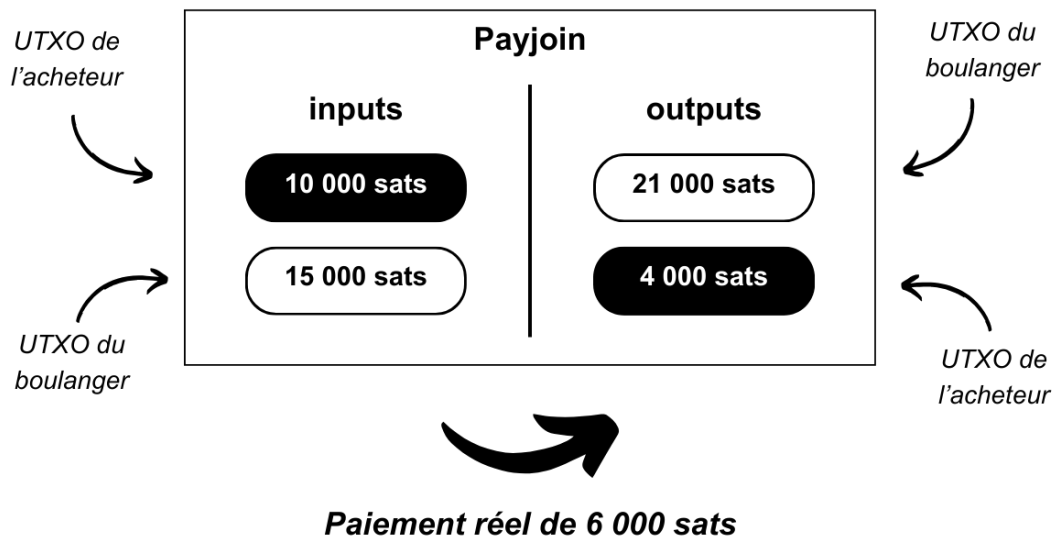 UTXO de
l'acheteur
Payjoin
UTXO du
boulanger
inputs
outputs
10 000 sats
21 000 sats
15 000 sats
4 000 sats
UTXO du
boulanger
UTXO de
l'acheteur
Paiement réel de 6 000 sats